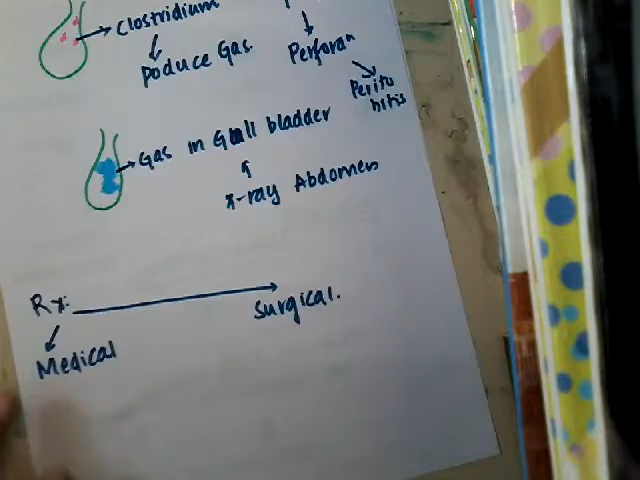 Clostridium
Poduce Gas
Perforan
Perito
nitis
Gas in Gall bladder
x-ray Abdomen
Rx:
Surgical.
Medical